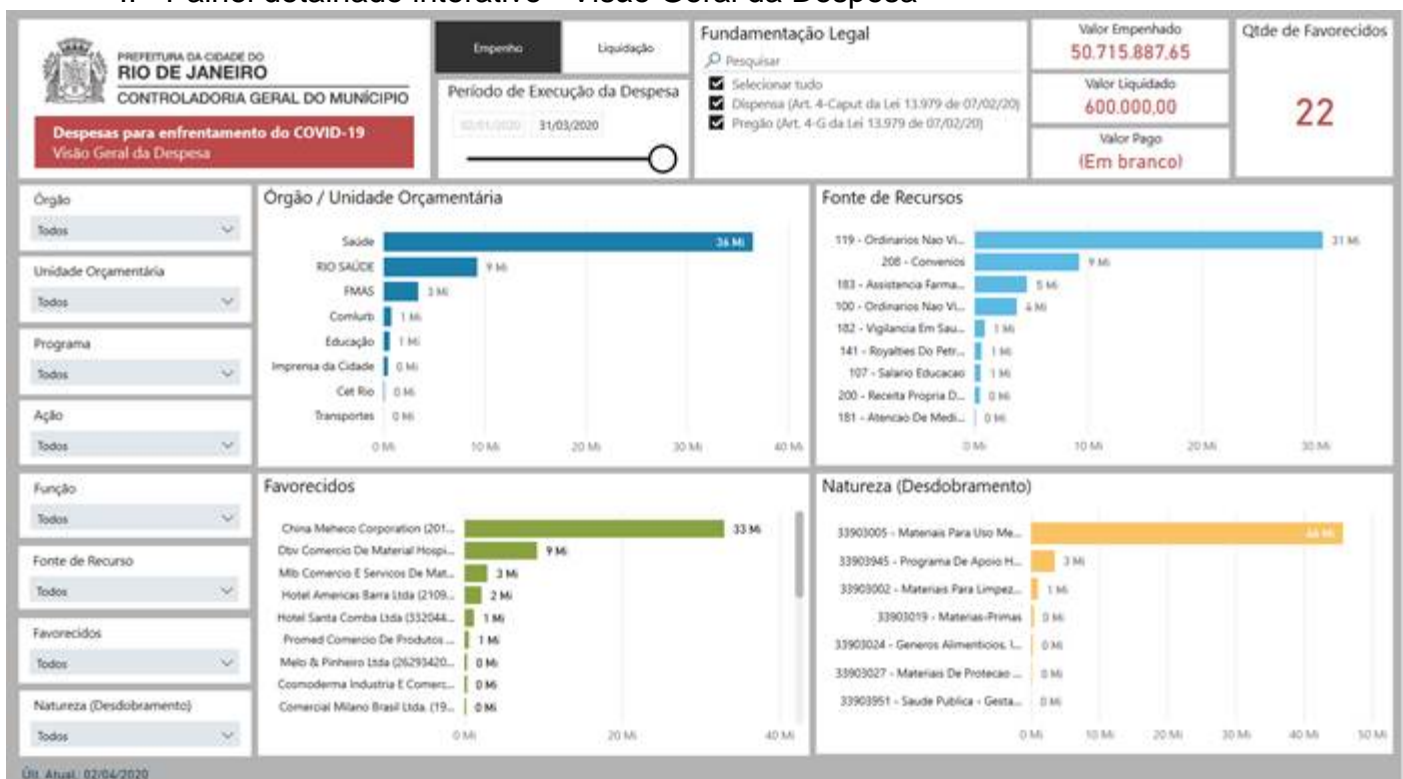 Painel detalhado interativo - Visão Geral da Despesa
PREFEITURA DA CIDADE DO
RIO DE JANEIRO
CONTROLADORIA GERAL DO MUNICÍPIO
Despesas para enfrentamento do COVID-19
Visão Geral da Despesa
Empenho
Liquidação
Período de Execução da Despesa
02/01/2020
31/03/2020
Fundamentação Legal
Pesquisar
Selecionar tudo
Dispensa (Art. 4-Caput da Lei 13.979 de 07/02/20)
Pregão (Art. 4-G da Lei 13.979 de 07/02/20)
Valor Empenhado
50.715.887,65
Valor Liquidado
600.000,00
Valor Pago
(Em branco)
Qtde de Favorecidos
22
Órgão
Todos
Unidade Orçamentária
Todos
Programa
Todos
Ação
Todos
Função
Todos
Fonte de Recurso
Todos
Favorecidos
Todos
Natureza (Desdobramento)
Todos
Órgão / Unidade Orçamentária
Saúde 36 Mi
RIO SAÚDE 9 Mi
FMAS 3 Mi
Comlurb 1 Mi
Educação 1 Mi
Imprensa da Cidade 0 Mi
Cet Rio 0 Mi
Transportes 0 Mi
0 Mi 10 Mi 20 Mi 30 Mi 40 Mi
Fonte de Recursos
119 - Ordinarios Nao Vi... 31 Mi
208 - Convenios 9 Mi
183 - Assistencia Farma... 5 Mi
100 - Ordinarios Nao Vi... 4 Mi
182 - Vigilancia Em Sau... 1 Mi
141 - Royalties Do Petr... 1 Mi
107 - Salario Educacao 1 Mi
200 - Receita Propria D... 0 Mi
181 - Atencao De Medi... 0 Mi
0 Mi 10 Mi 20 Mi 30 Mi
Favorecidos
China Meheco Corporation (201... 33 Mi
Dbv Comercio De Material Hospi... 9 Mi
Mlb Comercio E Servicos De Mat... 3 Mi
Hotel Americas Barra Ltda (2109... 2 Mi
Hotel Santa Comba Ltda (332044... 1 Mi
Promed Comercio De Produtos ... 1 Mi
Melo & Pinheiro Ltda (26293420... 0 Mi
Cosmoderma Industria E Comerc... 0 Mi
Comercial Milano Brasil Ltda. (19... 0 Mi
0 Mi 20 Mi 40 Mi
Natureza (Desdobramento)
33903005 - Materiais Para Uso Me... 46 Mi
33903945 - Programa De Apoio H... 3 Mi
33903002 - Materiais Para Limpez... 1 Mi
33903019 - Materias-Primas 0 Mi
33903024 - Generos Alimenticios, I... 0 Mi
33903027 - Materiais De Protecao ... 0 Mi
33903951 - Saude Publica - Gesta... 0 Mi
0 Mi 10 Mi 20 Mi 30 Mi 40 Mi 50 Mi
Últ. Atual.: 02/04/2020